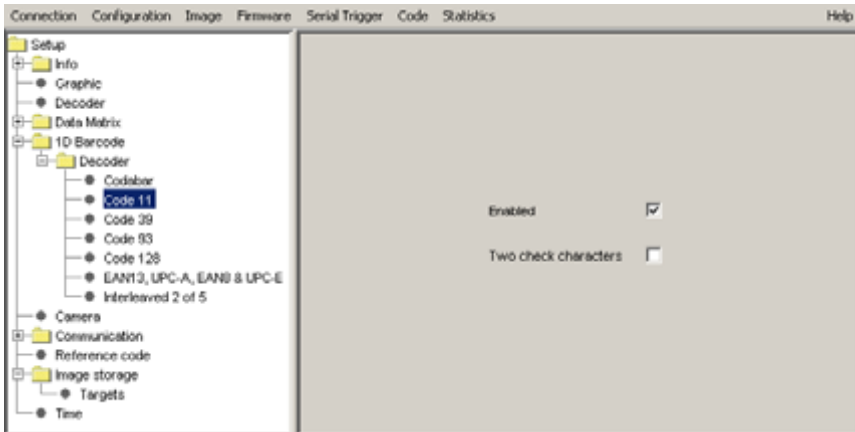 Connection Configuration Image Firmware Serial Trigger Code Statistics Help
Setup
Info
Graphic
Decoder
Data Matrix
1D Barcode
Decoder
Codabar
Code 11
Code 39
Code 93
Code 128
EAN13, UPC-A, EAN8 & UPC-E
Interleaved 2 of 5
Camera
Communication
Reference code
Image storage
Targets
Time
Enabled
Two check characters